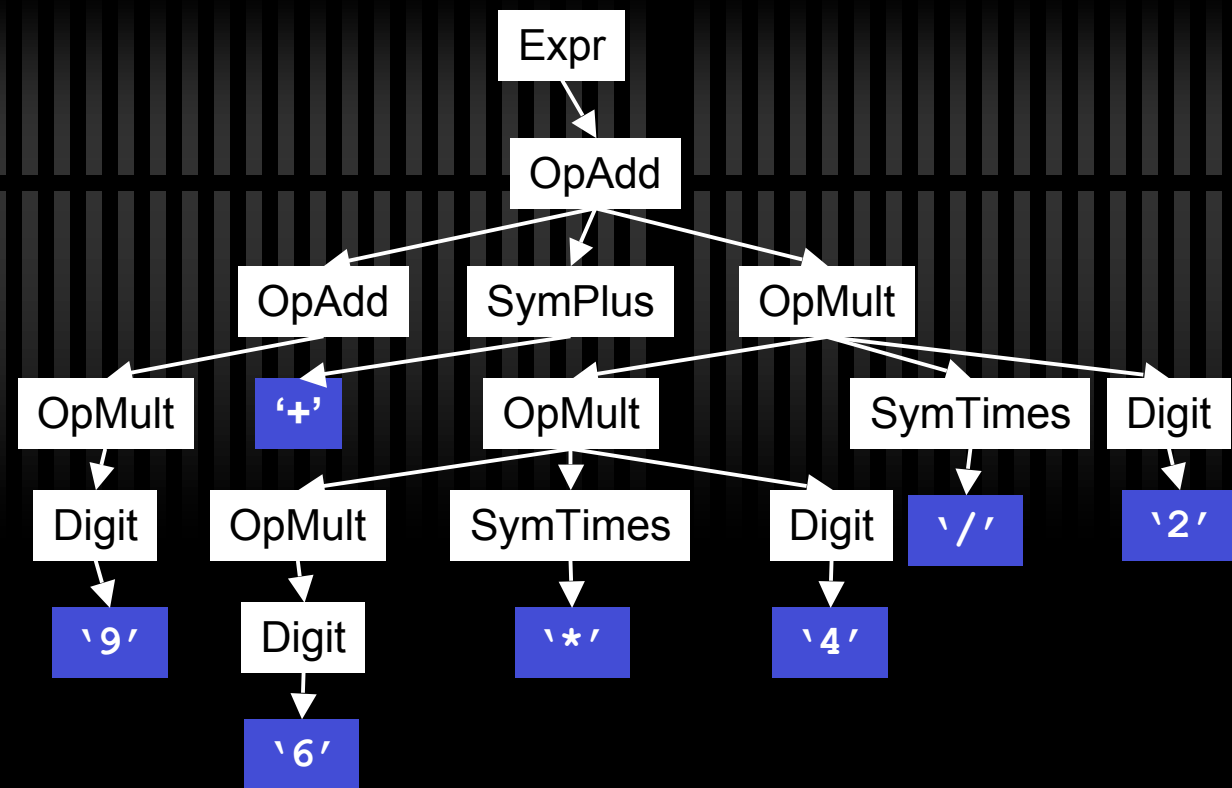 Expr
OpAdd
OpAdd SymPlus OpMult
OpMult ‘+’ OpMult SymTimes Digit
Digit OpMult SymTimes Digit ‵/′ ‵2′
‵9′ Digit ‵*′ ‵4′
‵6′